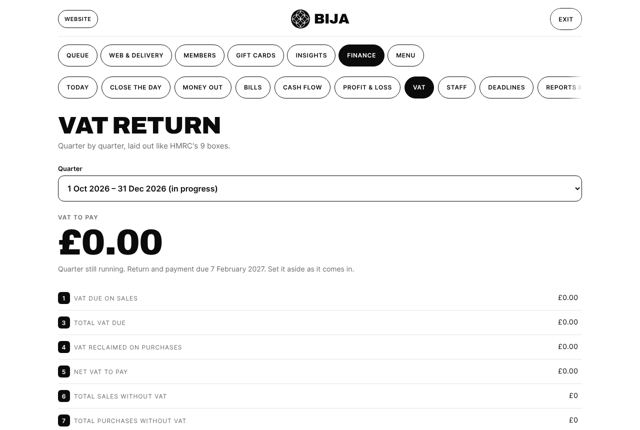 WEBSITE
BIJA
EXIT
QUEUE WEB & DELIVERY MEMBERS GIFT CARDS INSIGHTS FINANCE MENU
TODAY CLOSE THE DAY MONEY OUT BILLS CASH FLOW PROFIT & LOSS VAT STAFF DEADLINES REPORTS
VAT RETURN
Quarter by quarter, laid out like HMRC's 9 boxes.
Quarter
1 Oct 2026 – 31 Dec 2026 (in progress)
VAT TO PAY
£0.00
Quarter still running. Return and payment due 7 February 2027. Set it aside as it comes in.
1 VAT DUE ON SALES £0.00
3 TOTAL VAT DUE £0.00
4 VAT RECLAIMED ON PURCHASES £0.00
5 NET VAT TO PAY £0.00
6 TOTAL SALES WITHOUT VAT £0
7 TOTAL PURCHASES WITHOUT VAT £0